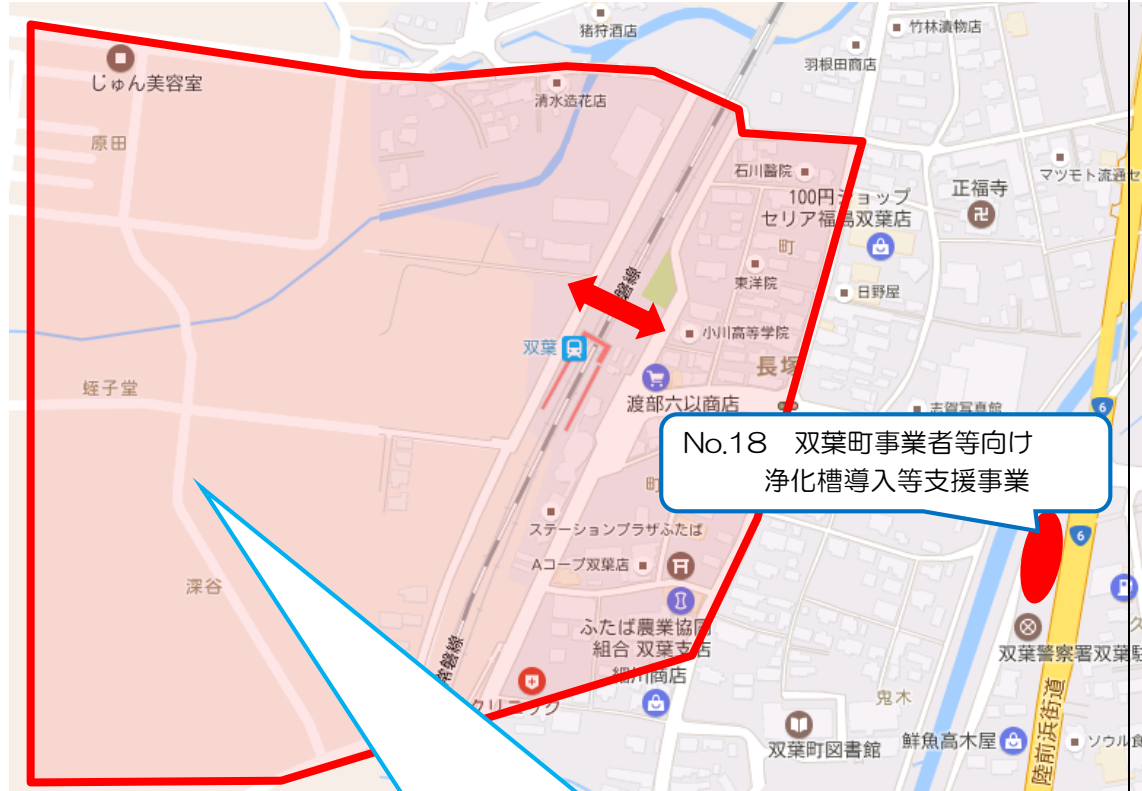 猪狩酒店
竹林漬物店
羽根田商店
じゅん美容室
清水造花店
原田
石川醫院
マツモト流通セ
正福寺
100円ショップ
セリア福島双葉店
町
東洋院
日野屋
磐線
小川高等学院
双葉
長塚
蛭子堂
渡部六以商店
志賀写真館
6
No.18 双葉町事業者等向け
浄化槽導入等支援事業
町
ステーションプラザふたば
6
Aコープ双葉店
深谷
ふたば農業協同
組合 双葉支店
久
双葉警察署双葉駐
常磐線
細川商店
鬼木
クリニック
双葉町図書館
鮮魚高木屋
陸前浜街道
ソウル食